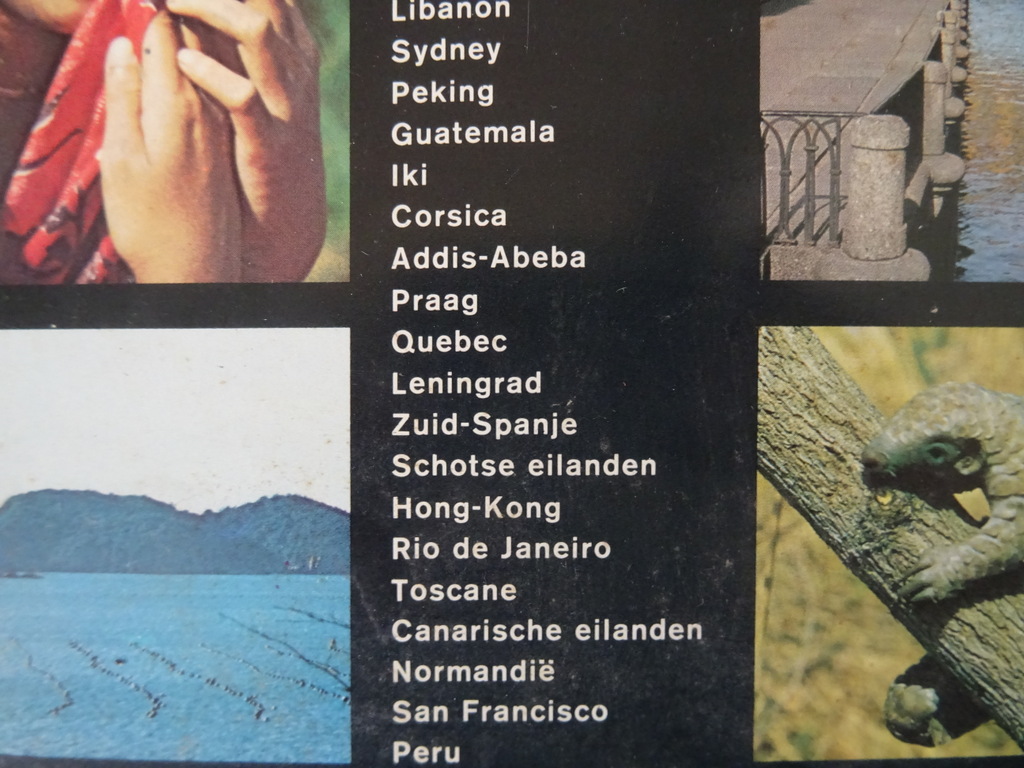 Libanon
Sydney
Peking
Guatemala
Iki
Corsica
Addis-Abeba
Praag
Quebec
Leningrad
Zuid-Spanje
Schotse eilanden
Hong-Kong
Rio de Janeiro
Toscane
Canarische eilanden
Normandië
San Francisco
Peru